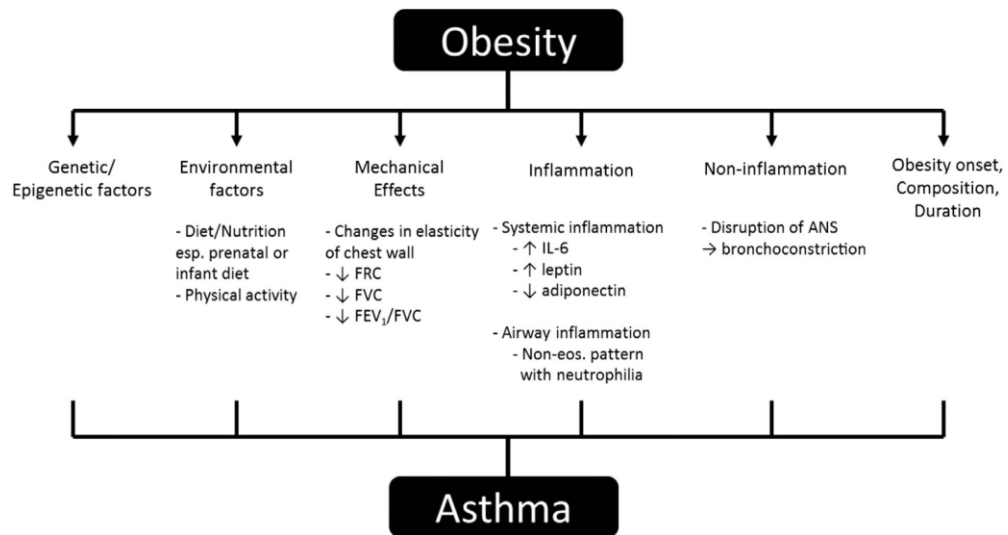 Obesity
Genetic/
Epigenetic factors
Environmental
factors
- Diet/Nutrition
esp. prenatal or
infant diet
- Physical activity
Mechanical
Effects
- Changes in elasticity
of chest wall
- ↓ FRC
- ↓ FVC
- ↓ FEV₁/FVC
Inflammation
- Systemic inflammation
- ↑ IL-6
- ↑ leptin
- ↓ adiponectin
- Airway inflammation
- Non-eos. pattern
with neutrophilia
Non-inflammation
- Disruption of ANS
→ bronchoconstriction
Obesity onset,
Composition,
Duration
Asthma